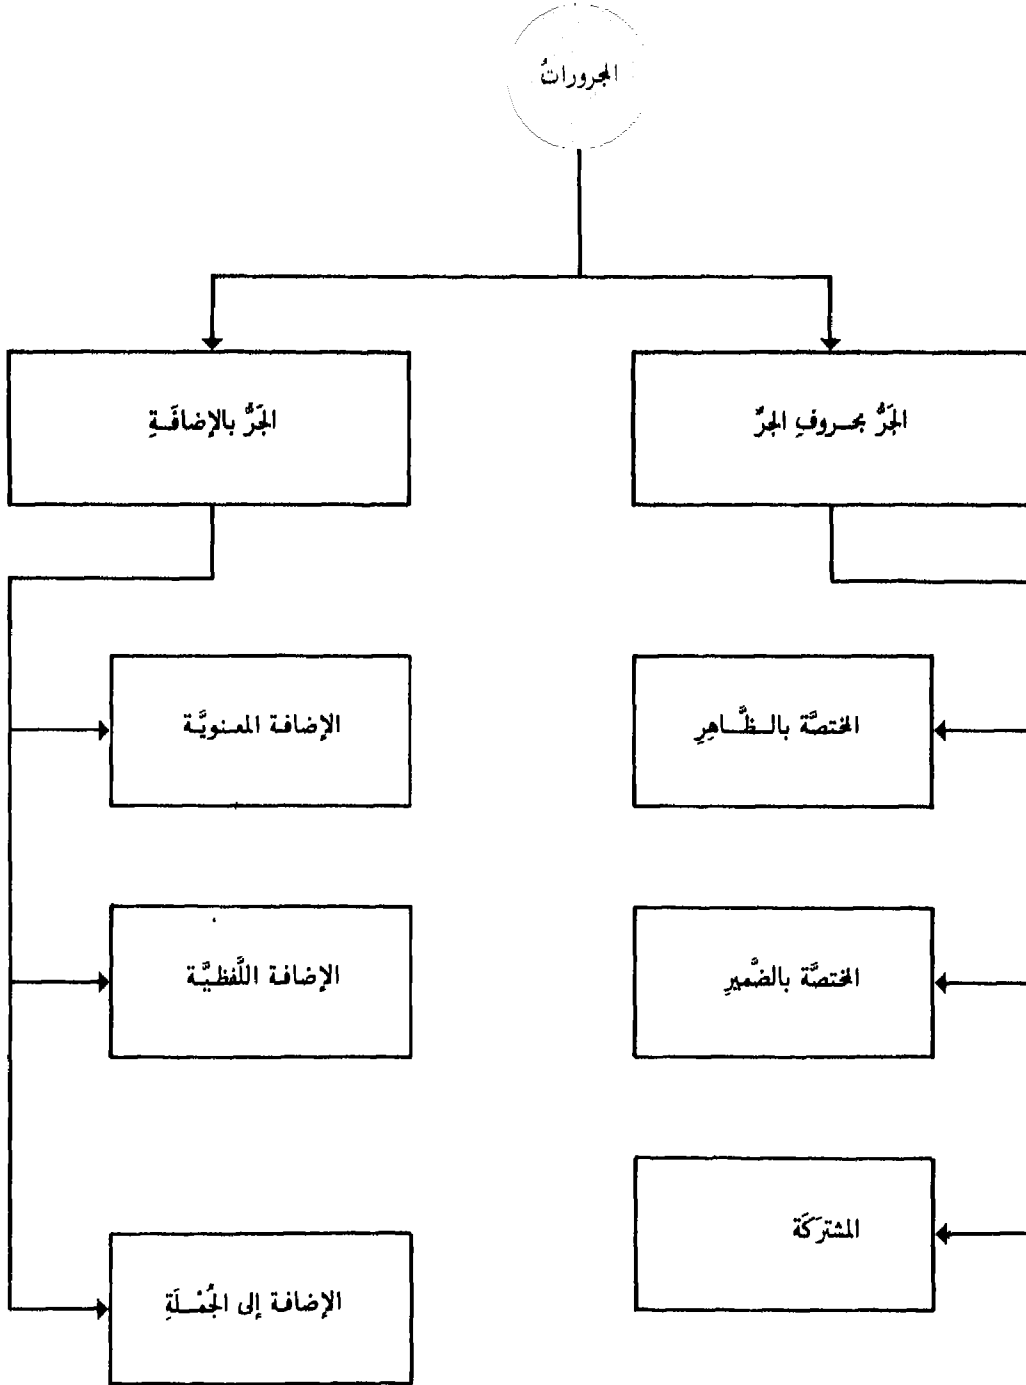 المجروراتُ
الجَرُّ بحـروفِ الجرِّ
الجَرُّ بالإضافَـةِ
المختصَّة بالـظَّـاهِرِ
المختصَّة بالضَّميرِ
المشترَكَة
الإضافة المعنويَّة
الإضافة اللَّفظيَّة
الإضافة إلى الجُمْـلَةِ